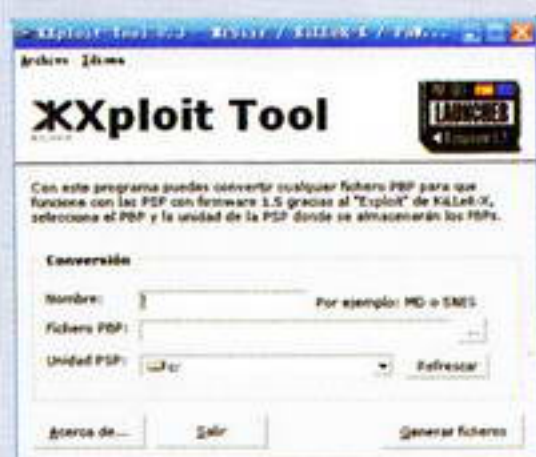 Archivo Idioma
KXploit Tool
LAUNCHER
Con este programa puedes convertir cualquier fichero PBP para que
funcione con las PSP con firmware 1.5 gracias al "Exploit" de KiLLeR-X,
selecciona el PBP y la unidad de la PSP donde se almacenarán los PBPs.
Conversión
Nombre:
Por ejemplo: MD o SNES
Fichero PBP:
...
Unidad PSP:
Refrescar
Acerca de...
Salir
Generar ficheros